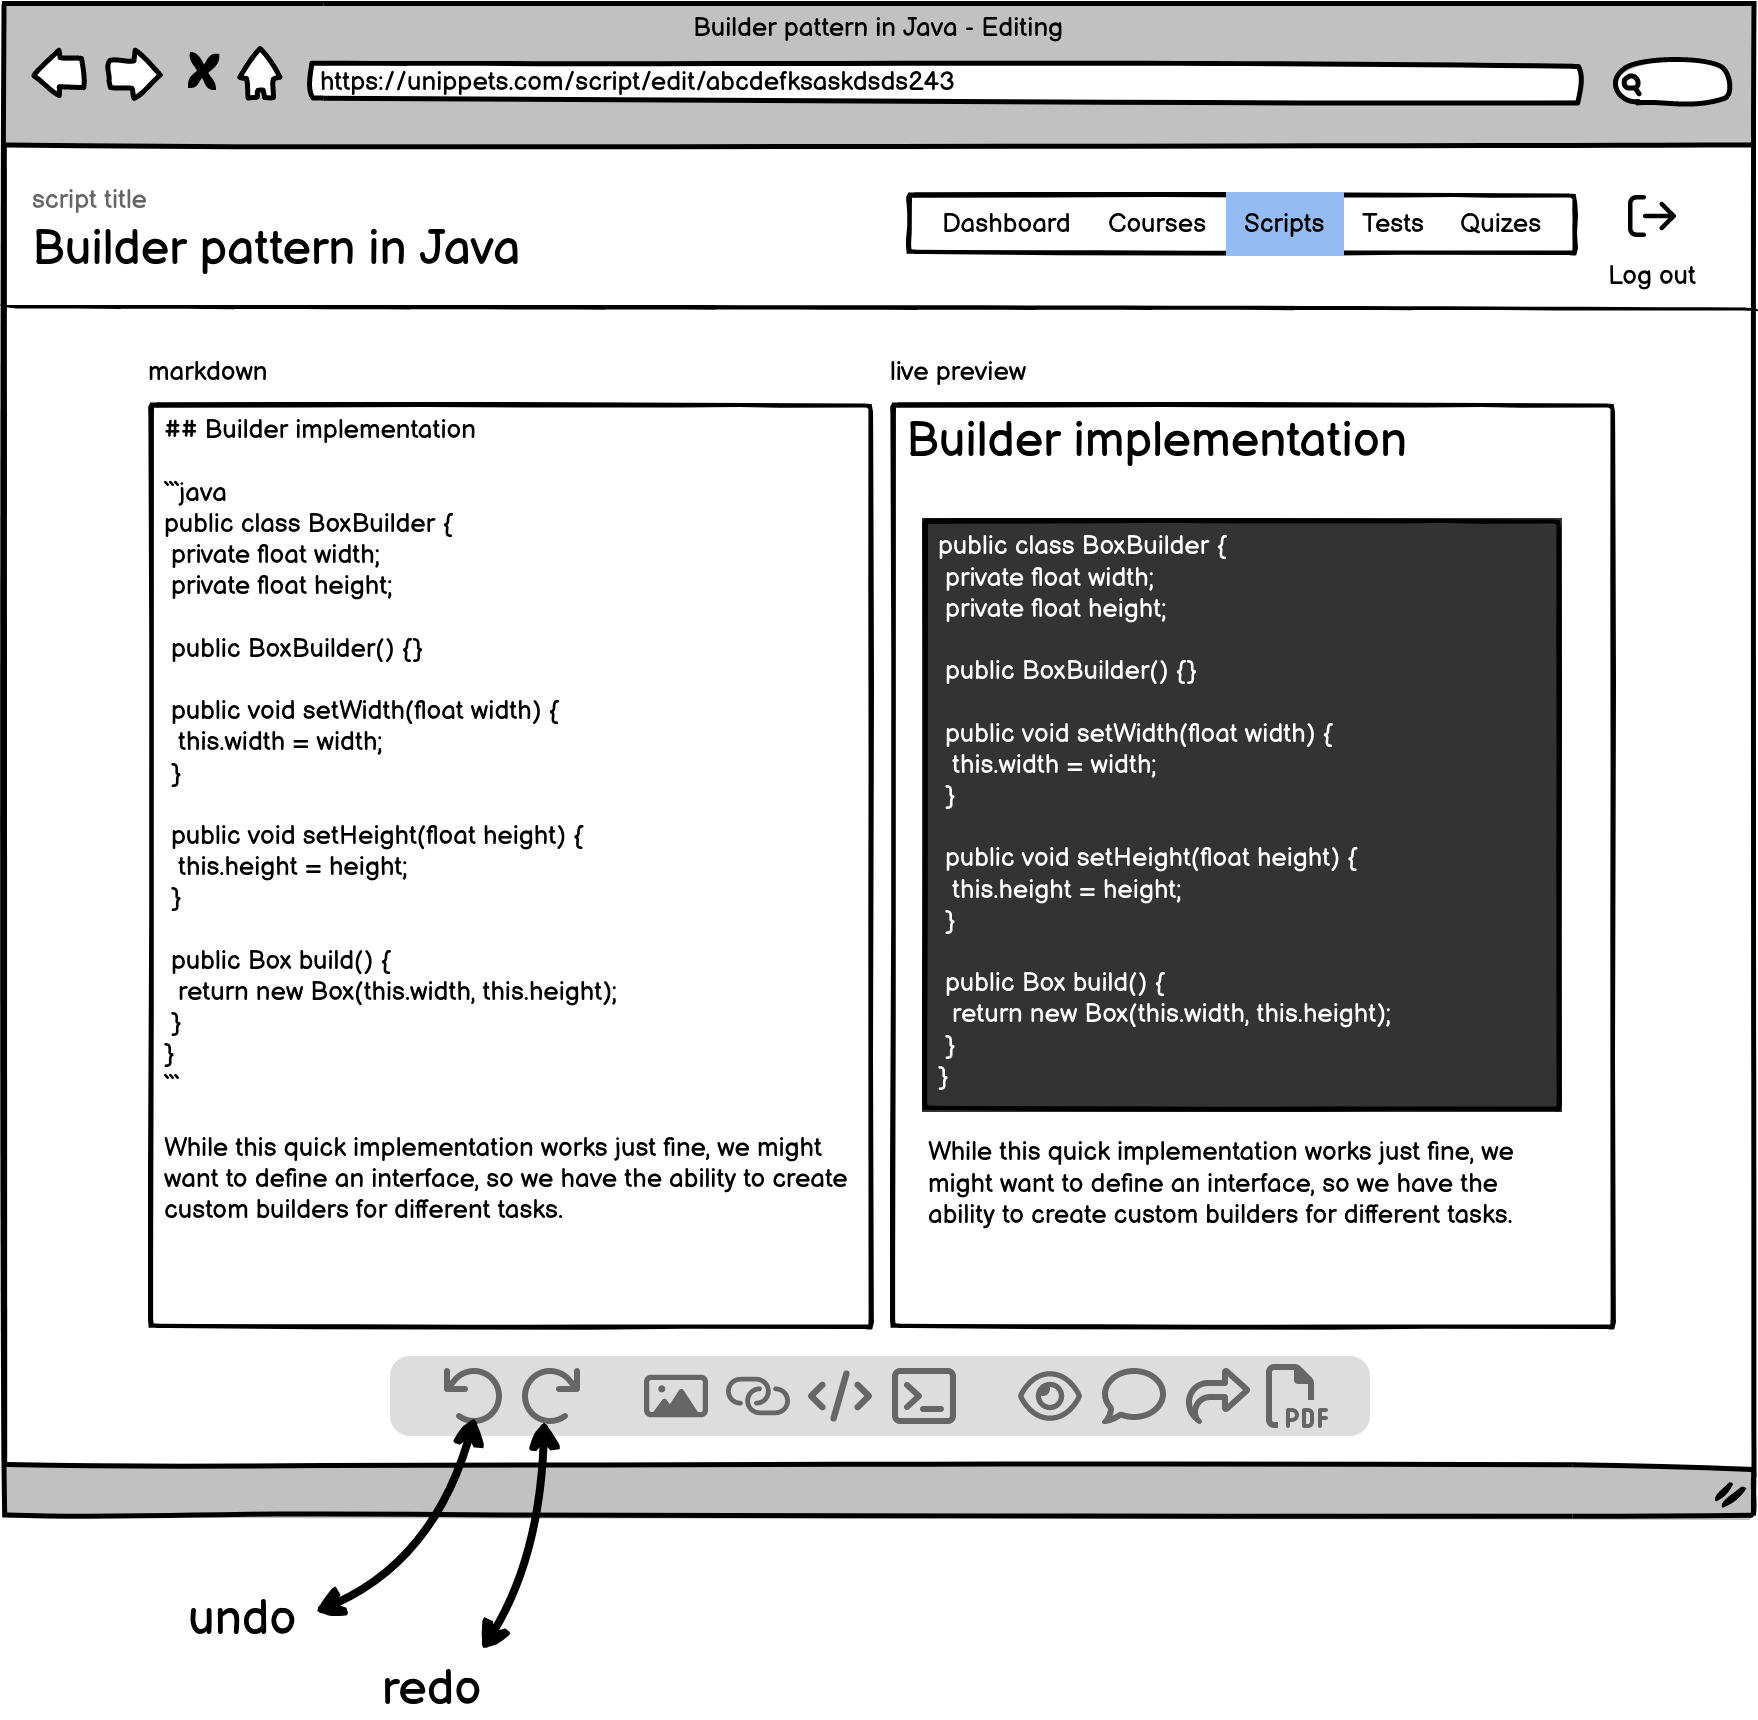 Builder pattern in Java - Editing
https://unippets.com/script/edit/abcdefksaskdsds243
script title
Builder pattern in Java
Dashboard Courses Scripts Tests Quizes
Log out
markdown
## Builder implementation
```java
public class BoxBuilder {
private float width;
private float height;
public BoxBuilder() {}
public void setWidth(float width) {
this.width = width;
}
public void setHeight(float height) {
this.height = height;
}
public Box build() {
return new Box(this.width, this.height);
}
}
```
While this quick implementation works just fine, we might
want to define an interface, so we have the ability to create
custom builders for different tasks.
live preview
Builder implementation
public class BoxBuilder {
private float width;
private float height;
public BoxBuilder() {}
public void setWidth(float width) {
this.width = width;
}
public void setHeight(float height) {
this.height = height;
}
public Box build() {
return new Box(this.width, this.height);
}
}
While this quick implementation works just fine, we
might want to define an interface, so we have the
ability to create custom builders for different tasks.
PDF
undo
redo